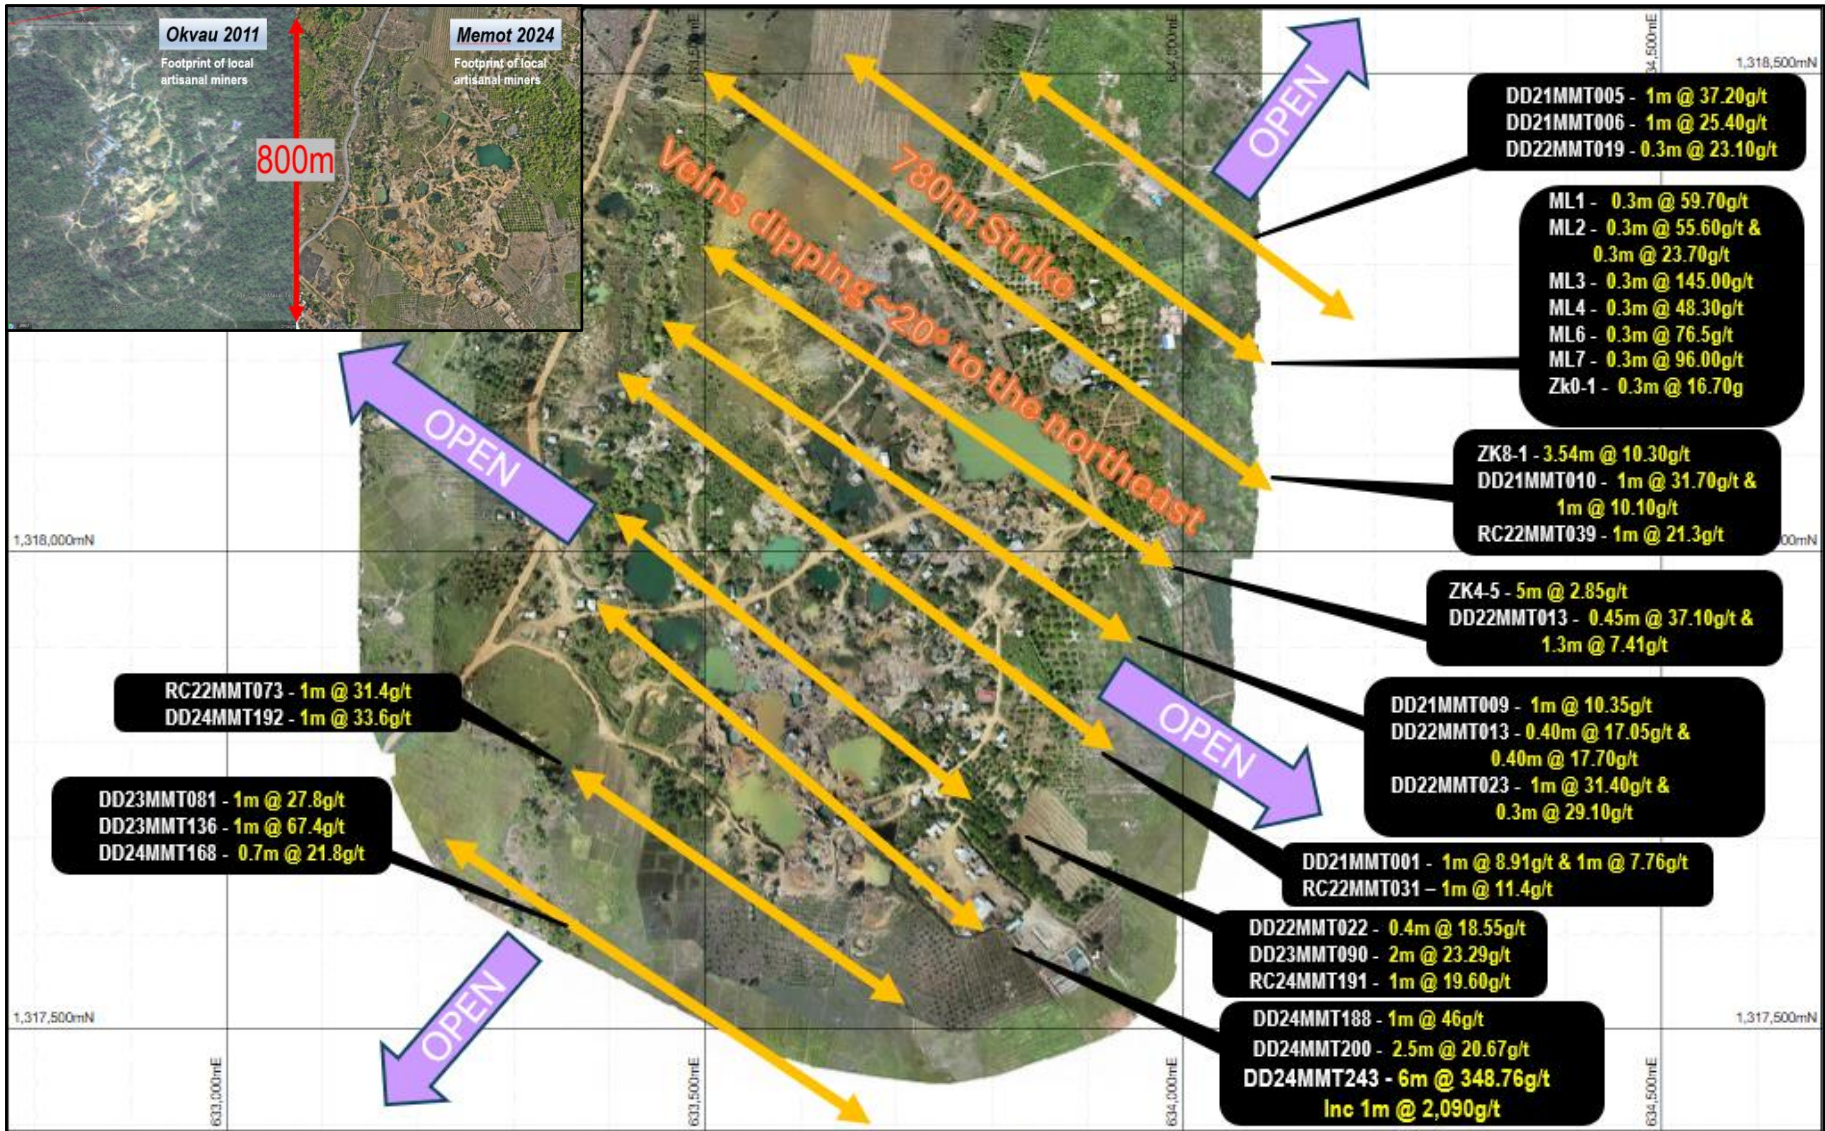 Okvau 2011
Footprint of local
artisanal miners
Memot 2024
Footprint of local
artisanal miners
800m
633,500mE
634,000mE
634,500mE
1,318,500mN
OPEN
DD21MMT005 - 1m @ 37.20g/t
DD21MMT006 - 1m @ 25.40g/t
DD22MMT019 - 0.3m @ 23.10g/t
Veins dipping ~20° to the northeast
780m Strike
ML1 - 0.3m @ 59.70g/t
ML2 - 0.3m @ 55.60g/t &
0.3m @ 23.70g/t
ML3 - 0.3m @ 145.00g/t
ML4 - 0.3m @ 48.30g/t
ML6 - 0.3m @ 76.5g/t
ML7 - 0.3m @ 96.00g/t
Zk0-1 - 0.3m @ 16.70g
OPEN
ZK8-1 - 3.54m @ 10.30g/t
DD21MMT010 - 1m @ 31.70g/t &
1m @ 10.10g/t
RC22MMT039 - 1m @ 21.3g/t
1,318,000mN
00mN
ZK4-5 - 5m @ 2.85g/t
DD22MMT013 - 0.45m @ 37.10g/t &
1.3m @ 7.41g/t
RC22MMT073 - 1m @ 31.4g/t
DD24MMT192 - 1m @ 33.6g/t
OPEN
DD21MMT009 - 1m @ 10.35g/t
DD22MMT013 - 0.40m @ 17.05g/t &
0.40m @ 17.70g/t
DD22MMT023 - 1m @ 31.40g/t &
0.3m @ 29.10g/t
DD23MMT081 - 1m @ 27.8g/t
DD23MMT136 - 1m @ 67.4g/t
DD24MMT168 - 0.7m @ 21.8g/t
DD21MMT001 - 1m @ 8.91g/t & 1m @ 7.76g/t
RC22MMT031 – 1m @ 11.4g/t
DD22MMT022 - 0.4m @ 18.55g/t
DD23MMT090 - 2m @ 23.29g/t
RC24MMT191 - 1m @ 19.60g/t
OPEN
1,317,500mN
1,317,500mN
DD24MMT188 - 1m @ 46g/t
DD24MMT200 - 2.5m @ 20.67g/t
DD24MMT243 - 6m @ 348.76g/t
Inc 1m @ 2,090g/t
633,000mE
633,500mE
634,000mE
634,500mE